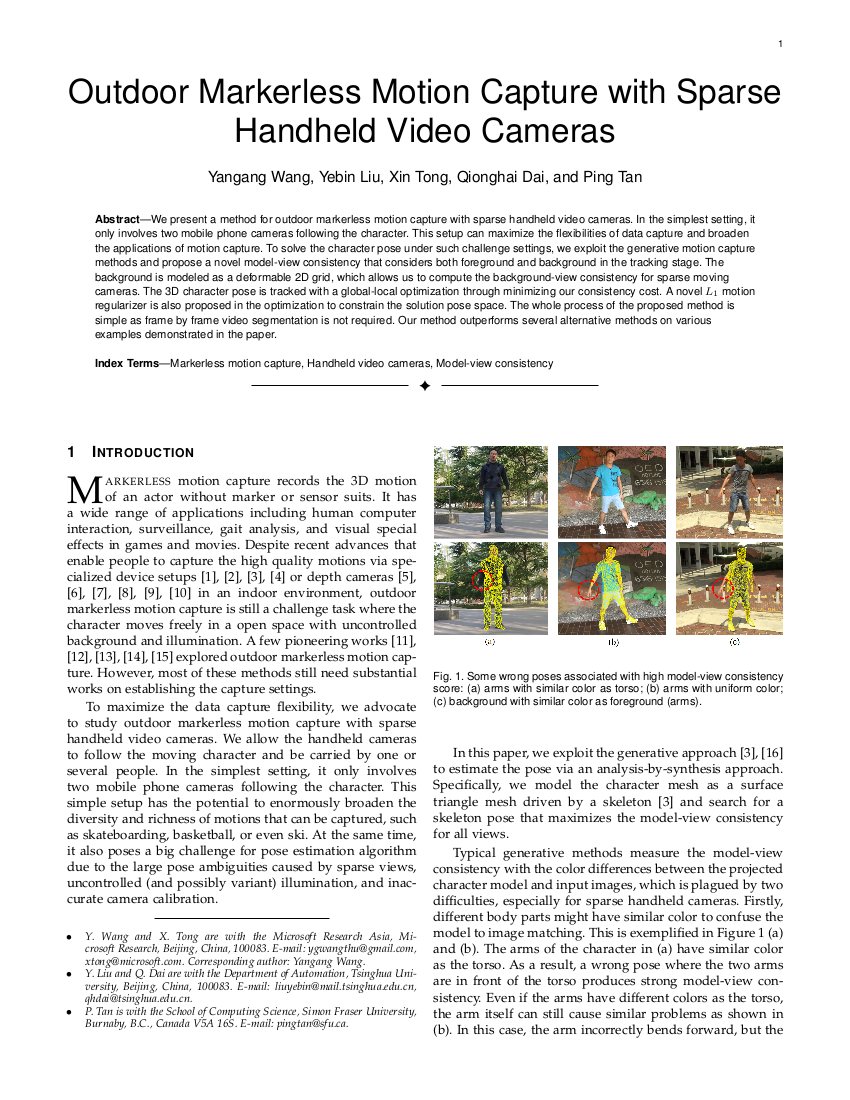 1
Outdoor Markerless Motion Capture with Sparse
Handheld Video Cameras
Yangang Wang, Yebin Liu, Xin Tong, Qionghai Dai, and Ping Tan
Abstract—We present a method for outdoor markerless motion capture with sparse handheld video cameras. In the simplest setting, it
only involves two mobile phone cameras following the character. This setup can maximize the flexibilities of data capture and broaden
the applications of motion capture. To solve the character pose under such challenge settings, we exploit the generative motion capture
methods and propose a novel model-view consistency that considers both foreground and background in the tracking stage. The
background is modeled as a deformable 2D grid, which allows us to compute the background-view consistency for sparse moving
cameras. The 3D character pose is tracked with a global-local optimization through minimizing our consistency cost. A novel L1 motion
regularizer is also proposed in the optimization to constrain the solution pose space. The whole process of the proposed method is
simple as frame by frame video segmentation is not required. Our method outperforms several alternative methods on various
examples demonstrated in the paper.
Index Terms—Markerless motion capture, Handheld video cameras, Model-view consistency
1 INTRODUCTION
MARKERLESS motion capture records the 3D motion
of an actor without marker or sensor suits. It has
a wide range of applications including human computer
interaction, surveillance, gait analysis, and visual special
effects in games and movies. Despite recent advances that
enable people to capture the high quality motions via spe-
cialized device setups [1], [2], [3], [4] or depth cameras [5],
[6], [7], [8], [9], [10] in an indoor environment, outdoor
markerless motion capture is still a challenge task where the
character moves freely in a open space with uncontrolled
background and illumination. A few pioneering works [11],
[12], [13], [14], [15] explored outdoor markerless motion cap-
ture. However, most of these methods still need substantial
works on establishing the capture settings.
To maximize the data capture flexibility, we advocate
to study outdoor markerless motion capture with sparse
handheld video cameras. We allow the handheld cameras
to follow the moving character and be carried by one or
several people. In the simplest setting, it only involves
two mobile phone cameras following the character. This
simple setup has the potential to enormously broaden the
diversity and richness of motions that can be captured, such
as skateboarding, basketball, or even ski. At the same time,
it also poses a big challenge for pose estimation algorithm
due to the large pose ambiguities caused by sparse views,
uncontrolled (and possibly variant) illumination, and inac-
curate camera calibration.
• Y. Wang and X. Tong are with the Microsoft Research Asia, Mi-
crosoft Research, Beijing, China, 100083. E-mail: ygwangthu@gmail.com,
xtong@microsoft.com. Corresponding author: Yangang Wang.
• Y. Liu and Q. Dai are with the Department of Automation, Tsinghua Uni-
versity, Beijing, China, 100083. E-mail: liuyebin@mail.tsinghua.edu.cn,
qhdai@tsinghua.edu.cn.
• P. Tan is with the School of Computing Science, Simon Fraser University,
Burnaby, B.C., Canada V5A 16S. E-mail: pingtan@sfu.ca.
(a) (b) (c)
Fig. 1. Some wrong poses associated with high model-view consistency
score: (a) arms with similar color as torso; (b) arms with uniform color;
(c) background with similar color as foreground (arms).
In this paper, we exploit the generative approach [3], [16]
to estimate the pose via an analysis-by-synthesis approach.
Specifically, we model the character mesh as a surface
triangle mesh driven by a skeleton [3] and search for a
skeleton pose that maximizes the model-view consistency
for all views.
Typical generative methods measure the model-view
consistency with the color differences between the projected
character model and input images, which is plagued by two
difficulties, especially for sparse handheld cameras. Firstly,
different body parts might have similar color to confuse the
model to image matching. This is exemplified in Figure 1 (a)
and (b). The arms of the character in (a) have similar color
as the torso. As a result, a wrong pose where the two arms
are in front of the torso produces strong model-view con-
sistency. Even if the arms have different colors as the torso,
the arm itself can still cause similar problems as shown in
(b). In this case, the arm incorrectly bends forward, but the